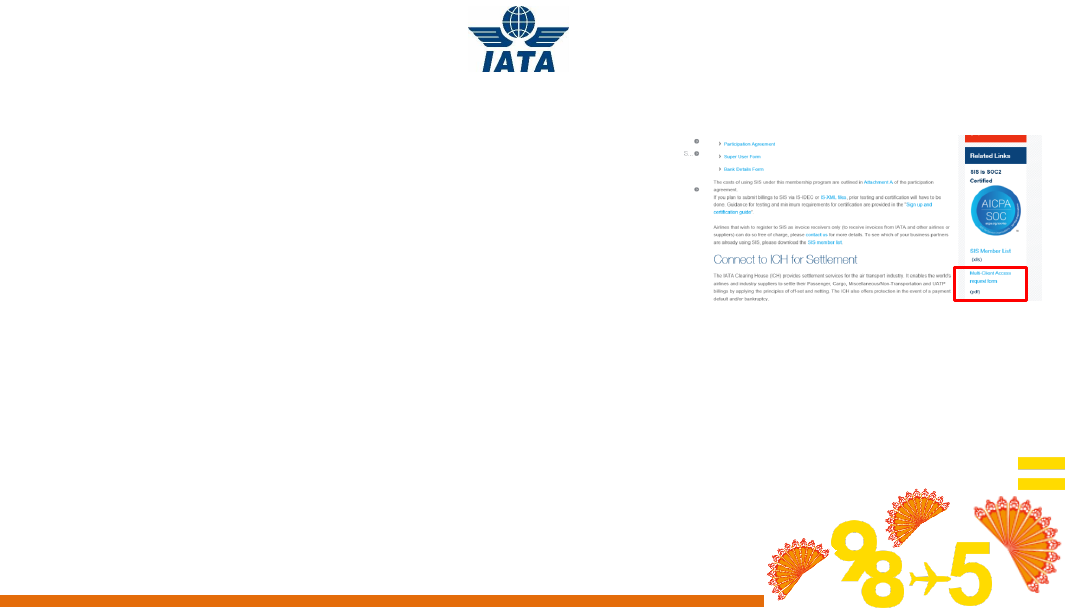 IATA
Participation Agreement
S...
Super User Form
Bank Details Form
The costs of using SIS under this membership program are outlined in Attachment A of the participation
agreement.
If you plan to submit billings to SIS via IS-IDEC or IS-XML files, prior testing and certification will have to be
done. Guidance for testing and minimum requirements for certification are provided in the "Sign up and
certification guide"
Airlines that wish to register to SIS as invoice receivers only (to receive invoices from IATA and other airlines or
suppliers) can do so free of charge, please contact us for more details. To see which of your business partners
are already using SIS, please download the SIS member list
Connect to ICH for Settlement
The IATA Clearing House (ICH) provides settlement services for the air transport industry. It enables the world's
airlines and industry suppliers to settle their Passenger, Cargo, Miscellaneous/Non-Transportation and UATP
billings by applying the principles of offset and netting. The ICH also offers protection in the event of a payment
default and/or bankruptcy.
Related Links
SIS is SOC2
Certified
AICPA
SOC
SIS Member List
(xls)
Multi-Client Access
request form
(pdf)
98
5